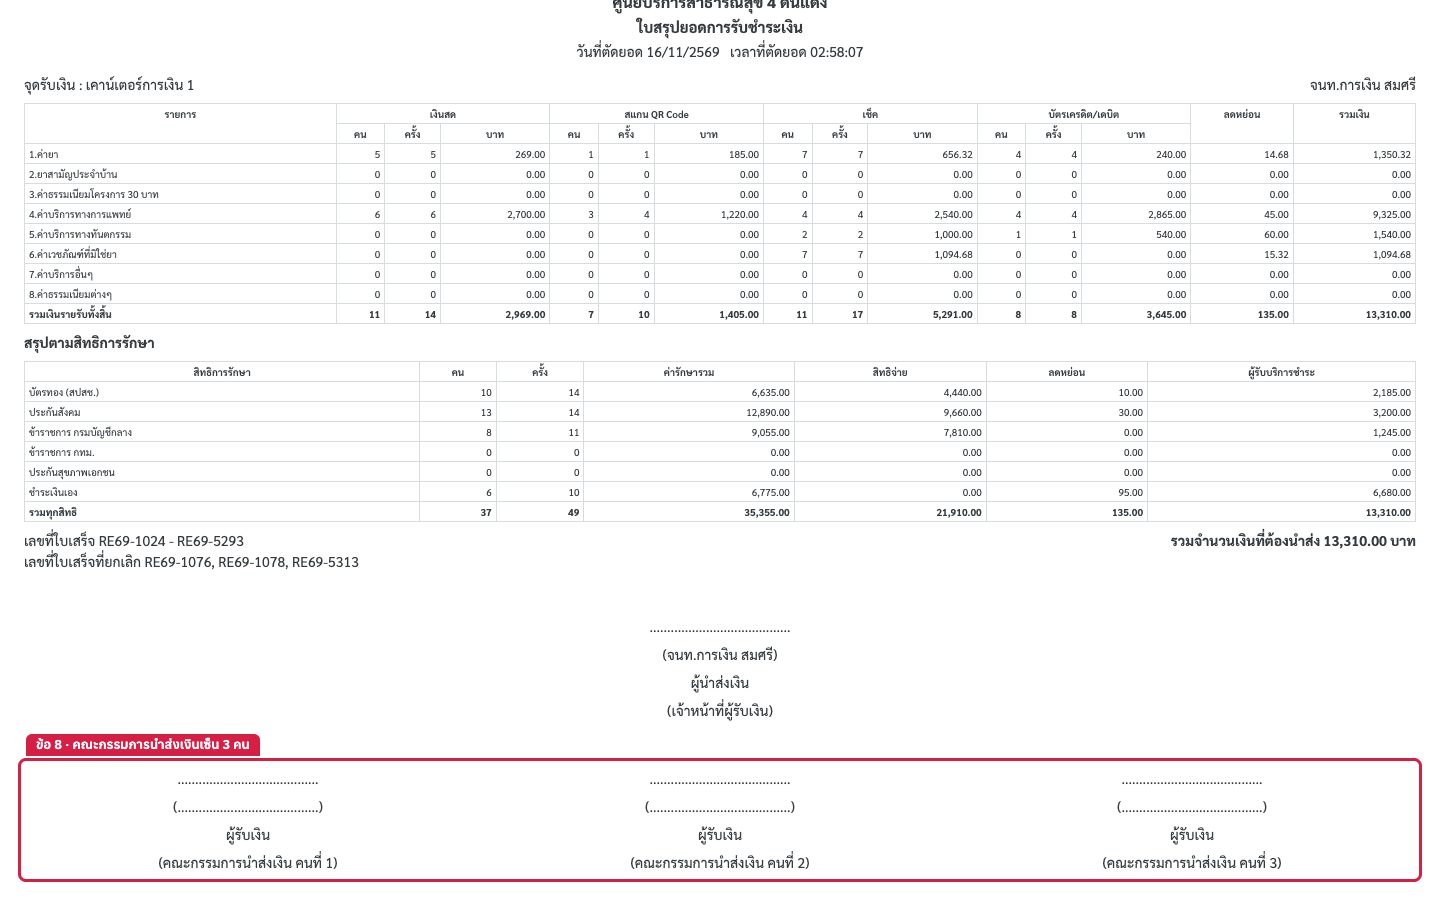 ศูนย์บริการสาธารณสุข 4 ดินแดง
ใบสรุปยอดการรับชำระเงิน
วันที่ตัดยอด 16/11/2569 เวลาที่ตัดยอด 02:58:07
จุดรับเงิน : เคาน์เตอร์การเงิน 1 จนท.การเงิน สมศรี
รายการ เงินสด สแกน QR Code เช็ค บัตรเครดิต/เดบิต ลดหย่อน รวมเงิน
คน ครั้ง บาท คน ครั้ง บาท คน ครั้ง บาท คน ครั้ง บาท
1.ค่ายา 5 5 269.00 1 1 185.00 7 7 656.32 4 4 240.00 14.68 1,350.32
2.ยาสามัญประจำบ้าน 0 0 0.00 0 0 0.00 0 0 0.00 0 0 0.00 0.00 0.00
3.ค่าธรรมเนียมโครงการ 30 บาท 0 0 0.00 0 0 0.00 0 0 0.00 0 0 0.00 0.00 0.00
4.ค่าบริการทางการแพทย์ 6 6 2,700.00 3 4 1,220.00 4 4 2,540.00 4 4 2,865.00 45.00 9,325.00
5.ค่าบริการทางทันตกรรม 0 0 0.00 0 0 0.00 2 2 1,000.00 1 1 540.00 60.00 1,540.00
6.ค่าเวชภัณฑ์ที่มิใช่ยา 0 0 0.00 0 0 0.00 7 7 1,094.68 0 0 0.00 15.32 1,094.68
7.ค่าบริการอื่นๆ 0 0 0.00 0 0 0.00 0 0 0.00 0 0 0.00 0.00 0.00
8.ค่าธรรมเนียมต่างๆ 0 0 0.00 0 0 0.00 0 0 0.00 0 0 0.00 0.00 0.00
รวมเงินรายรับทั้งสิ้น 11 14 2,969.00 7 10 1,405.00 11 17 5,291.00 8 8 3,645.00 135.00 13,310.00
สรุปตามสิทธิการรักษา
สิทธิการรักษา คน ครั้ง ค่ารักษารวม สิทธิจ่าย ลดหย่อน ผู้รับบริการชำระ
บัตรทอง (สปสช.) 10 14 6,635.00 4,440.00 10.00 2,185.00
ประกันสังคม 13 14 12,890.00 9,660.00 30.00 3,200.00
ข้าราชการ กรมบัญชีกลาง 8 11 9,055.00 7,810.00 0.00 1,245.00
ข้าราชการ กทม. 0 0 0.00 0.00 0.00 0.00
ประกันสุขภาพเอกชน 0 0 0.00 0.00 0.00 0.00
ชำระเงินเอง 6 10 6,775.00 0.00 95.00 6,680.00
รวมทุกสิทธิ 37 49 35,355.00 21,910.00 135.00 13,310.00
เลขที่ใบเสร็จ RE69-1024 - RE69-5293 รวมจำนวนเงินที่ต้องนำส่ง 13,310.00 บาท
เลขที่ใบเสร็จที่ยกเลิก RE69-1076, RE69-1078, RE69-5313
........................................
(จนท.การเงิน สมศรี)
ผู้นำส่งเงิน
(เจ้าหน้าที่ผู้รับเงิน)
ข้อ 8 · คณะกรรมการนำส่งเงินเซ็น 3 คน
........................................ ........................................ ........................................
(........................................) (........................................) (........................................)
ผู้รับเงิน ผู้รับเงิน ผู้รับเงิน
(คณะกรรมการนำส่งเงิน คนที่ 1) (คณะกรรมการนำส่งเงิน คนที่ 2) (คณะกรรมการนำส่งเงิน คนที่ 3)